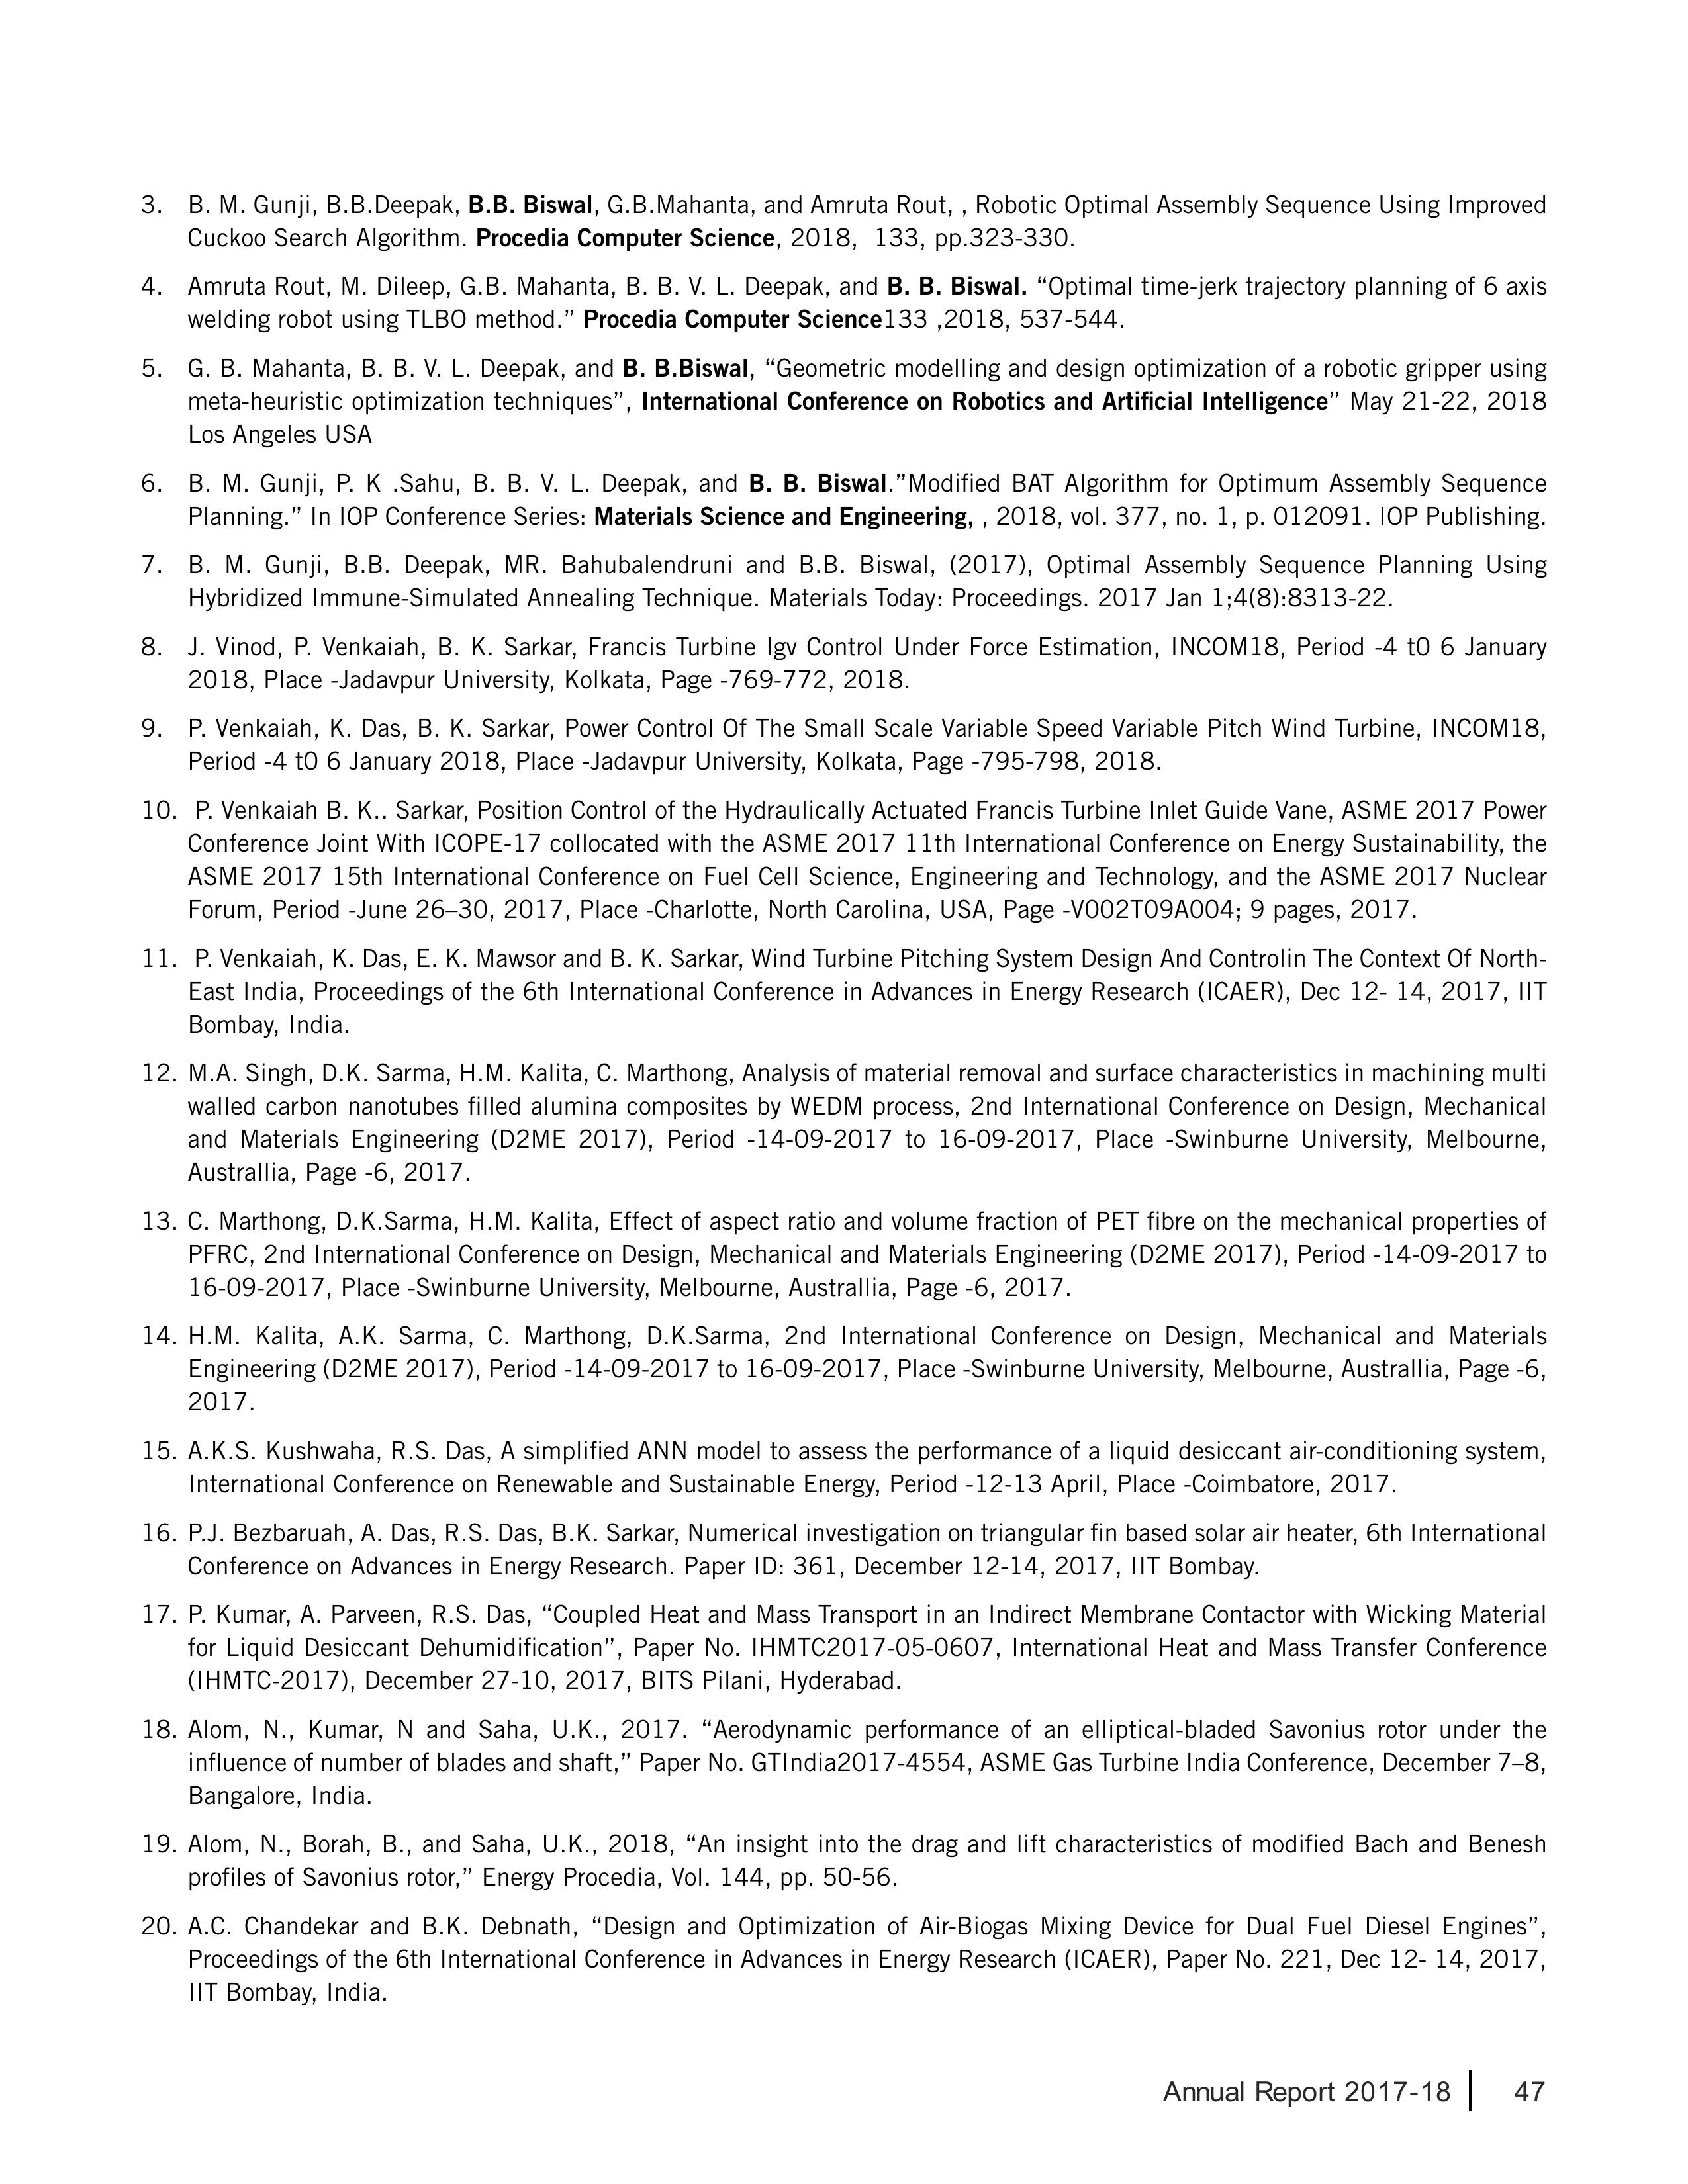 3. B. M. Gunji, B.B.Deepak, B.B. Biswal, G.B.Mahanta, and Amruta Rout, , Robotic Optimal Assembly Sequence Using Improved
Cuckoo Search Algorithm. Procedia Computer Science, 2018, 133, pp.323-330.
4. Amruta Rout, M. Dileep, G.B. Mahanta, B. B. V. L. Deepak, and B. B. Biswal. “Optimal time-jerk trajectory planning of 6 axis
welding robot using TLBO method.” Procedia Computer Science133 ,2018, 537-544.
5. G. B. Mahanta, B. B. V. L. Deepak, and B. B.Biswal, “Geometric modelling and design optimization of a robotic gripper using
meta-heuristic optimization techniques”, International Conference on Robotics and Artificial Intelligence” May 21-22, 2018
Los Angeles USA
6. B. M. Gunji, P. K .Sahu, B. B. V. L. Deepak, and B. B. Biswal.”Modified BAT Algorithm for Optimum Assembly Sequence
Planning.” In IOP Conference Series: Materials Science and Engineering, , 2018, vol. 377, no. 1, p. 012091. IOP Publishing.
7. B. M. Gunji, B.B. Deepak, MR. Bahubalendruni and B.B. Biswal, (2017), Optimal Assembly Sequence Planning Using
Hybridized Immune-Simulated Annealing Technique. Materials Today: Proceedings. 2017 Jan 1;4(8):8313-22.
8. J. Vinod, P. Venkaiah, B. K. Sarkar, Francis Turbine Igv Control Under Force Estimation, INCOM18, Period -4 t0 6 January
2018, Place -Jadavpur University, Kolkata, Page -769-772, 2018.
9. P. Venkaiah, K. Das, B. K. Sarkar, Power Control Of The Small Scale Variable Speed Variable Pitch Wind Turbine, INCOM18,
Period -4 t0 6 January 2018, Place -Jadavpur University, Kolkata, Page -795-798, 2018.
10. P. Venkaiah B. K.. Sarkar, Position Control of the Hydraulically Actuated Francis Turbine Inlet Guide Vane, ASME 2017 Power
Conference Joint With ICOPE-17 collocated with the ASME 2017 11th International Conference on Energy Sustainability, the
ASME 2017 15th International Conference on Fuel Cell Science, Engineering and Technology, and the ASME 2017 Nuclear
Forum, Period -June 26–30, 2017, Place -Charlotte, North Carolina, USA, Page -V002T09A004; 9 pages, 2017.
11. P. Venkaiah, K. Das, E. K. Mawsor and B. K. Sarkar, Wind Turbine Pitching System Design And Controlin The Context Of North-
East India, Proceedings of the 6th International Conference in Advances in Energy Research (ICAER), Dec 12- 14, 2017, IIT
Bombay, India.
12. M.A. Singh, D.K. Sarma, H.M. Kalita, C. Marthong, Analysis of material removal and surface characteristics in machining multi
walled carbon nanotubes filled alumina composites by WEDM process, 2nd International Conference on Design, Mechanical
and Materials Engineering (D2ME 2017), Period -14-09-2017 to 16-09-2017, Place -Swinburne University, Melbourne,
Australlia, Page -6, 2017.
13. C. Marthong, D.K.Sarma, H.M. Kalita, Effect of aspect ratio and volume fraction of PET fibre on the mechanical properties of
PFRC, 2nd International Conference on Design, Mechanical and Materials Engineering (D2ME 2017), Period -14-09-2017 to
16-09-2017, Place -Swinburne University, Melbourne, Australlia, Page -6, 2017.
14. H.M. Kalita, A.K. Sarma, C. Marthong, D.K.Sarma, 2nd International Conference on Design, Mechanical and Materials
Engineering (D2ME 2017), Period -14-09-2017 to 16-09-2017, Place -Swinburne University, Melbourne, Australlia, Page -6,
2017.
15. A.K.S. Kushwaha, R.S. Das, A simplified ANN model to assess the performance of a liquid desiccant air-conditioning system,
International Conference on Renewable and Sustainable Energy, Period -12-13 April, Place -Coimbatore, 2017.
16. P.J. Bezbaruah, A. Das, R.S. Das, B.K. Sarkar, Numerical investigation on triangular fin based solar air heater, 6th International
Conference on Advances in Energy Research. Paper ID: 361, December 12-14, 2017, IIT Bombay.
17. P. Kumar, A. Parveen, R.S. Das, “Coupled Heat and Mass Transport in an Indirect Membrane Contactor with Wicking Material
for Liquid Desiccant Dehumidification”, Paper No. IHMTC2017-05-0607, International Heat and Mass Transfer Conference
(IHMTC-2017), December 27-10, 2017, BITS Pilani, Hyderabad.
18. Alom, N., Kumar, N and Saha, U.K., 2017. “Aerodynamic performance of an elliptical-bladed Savonius rotor under the
influence of number of blades and shaft,” Paper No. GTIndia2017-4554, ASME Gas Turbine India Conference, December 7–8,
Bangalore, India.
19. Alom, N., Borah, B., and Saha, U.K., 2018, “An insight into the drag and lift characteristics of modified Bach and Benesh
profiles of Savonius rotor,” Energy Procedia, Vol. 144, pp. 50-56.
20. A.C. Chandekar and B.K. Debnath, “Design and Optimization of Air-Biogas Mixing Device for Dual Fuel Diesel Engines”,
Proceedings of the 6th International Conference in Advances in Energy Research (ICAER), Paper No. 221, Dec 12- 14, 2017,
IIT Bombay, India.
Annual Report 2017-18 47